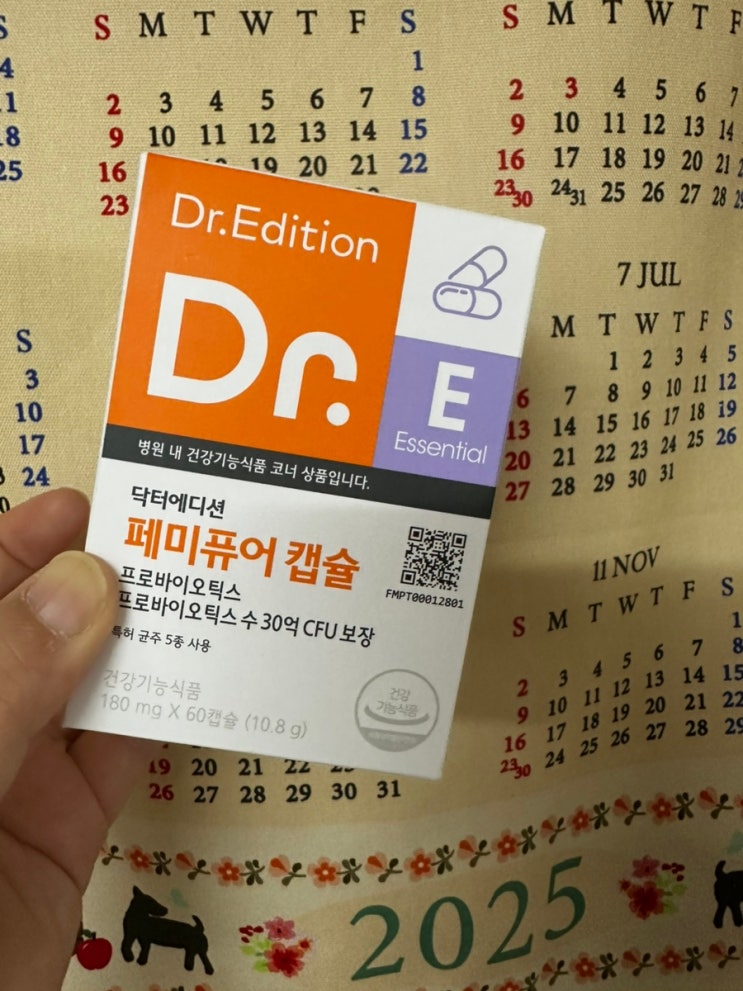 S
S M T W T F S
S M T W T F
4
11
18
25
1
2 3 4 5 6 7 8
9 10 11 12 13 14 15
16 19 20 21 22
23
2 3 4 5 6 7
9 10 11 12 13 14
16 17 18 19 20 21
23 30 24 31 25 26 27 28 29
Dr.Edition
Dr.
E
Essential
병원 내 건강기능식품 코너 상품입니다.
닥터에디션
페미퓨어 캡슐
프로바이오틱스
프로바이오틱스 수 30억 CFU 보장
특허 균주 5종 사용
FMPT00012801
건강기능식품
180 mg X 60캡슐 (10.8 g)
건강
기능식품
S
3
10
17
24
7 JUL
M T W T F S
1 2 3 4 5
6 7 8 9 10 11 12
13 14 15 16 17 18 19
20 21 22 23 24 25 26
27 28 29 30 31
11 NOV
S M T W T F S
1
2 3 4 5 6 7 8
9 10 11 12 13 14 15
16 17 18 19 20 21 22
23 30 24 25 26 27 28 29
19 20 21 22
26 27 28 29 30 31
2025